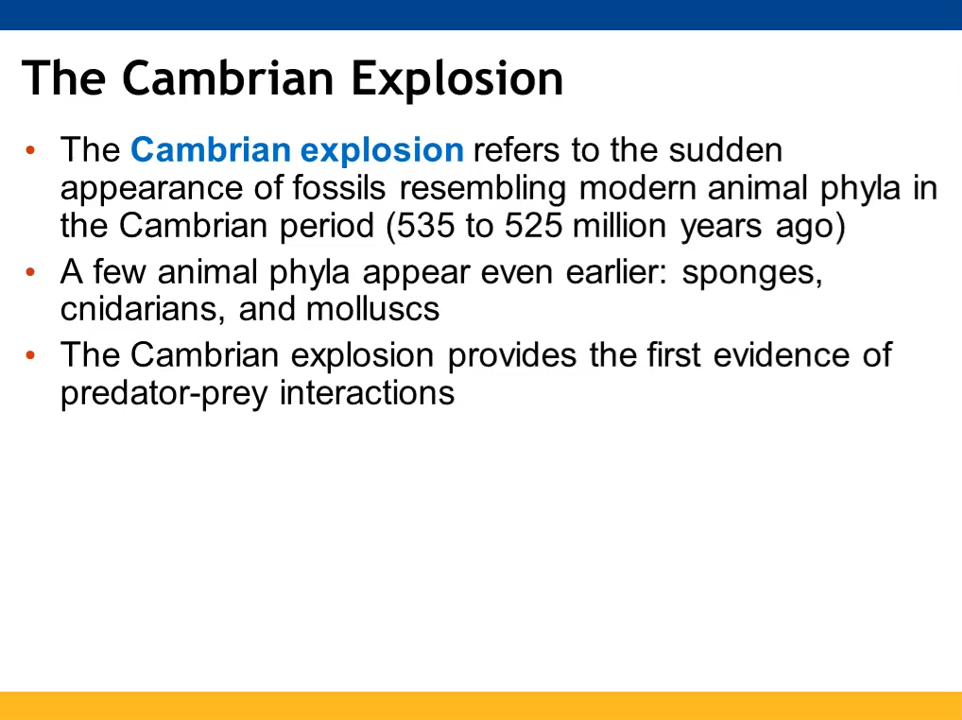 The Cambrian Explosion
• The Cambrian explosion refers to the sudden
appearance of fossils resembling modern animal phyla in
the Cambrian period (535 to 525 million years ago)
• A few animal phyla appear even earlier: sponges,
cnidarians, and molluscs
• The Cambrian explosion provides the first evidence of
predator-prey interactions